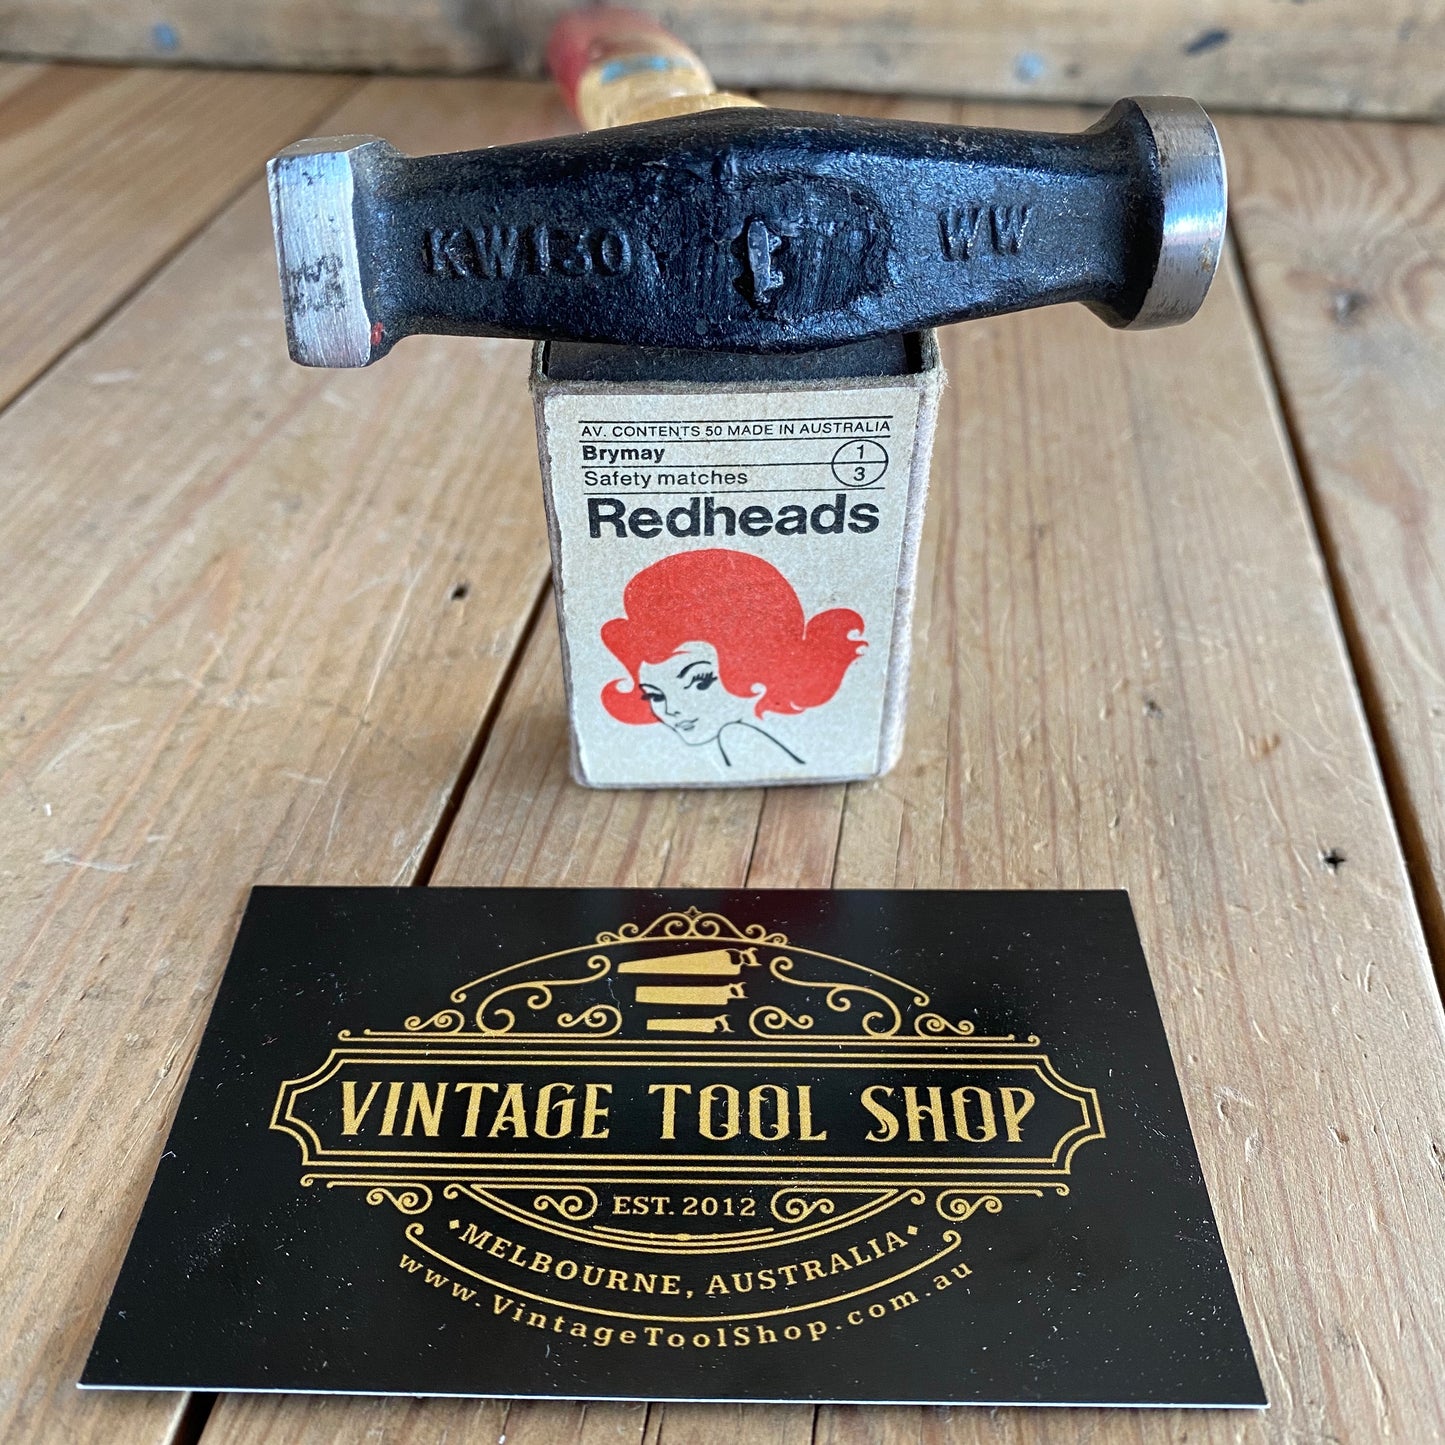 KW130 WW
AV. CONTENTS 50 MADE IN AUSTRALIA
Brymay
1
3
Safety matches
Redheads
VINTAGE TOOL SHOP
EST. 2012
MELBOURNE, AUSTRALIA
www.VintageToolShop.com.au